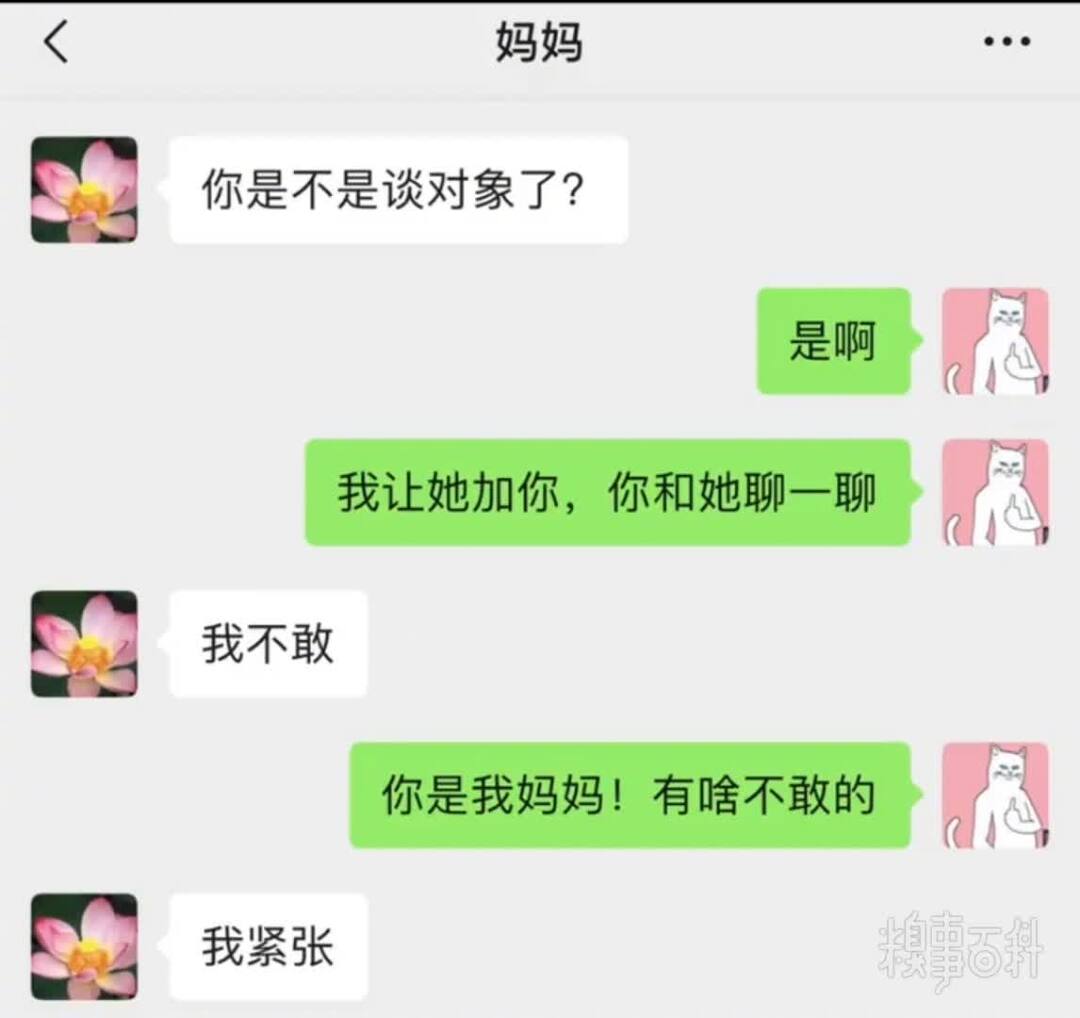 妈妈
你是不是谈对象了？
是啊
我让她加你，你和她聊一聊
我不敢
你是我妈妈！有啥不敢的
我紧张
糗事百科